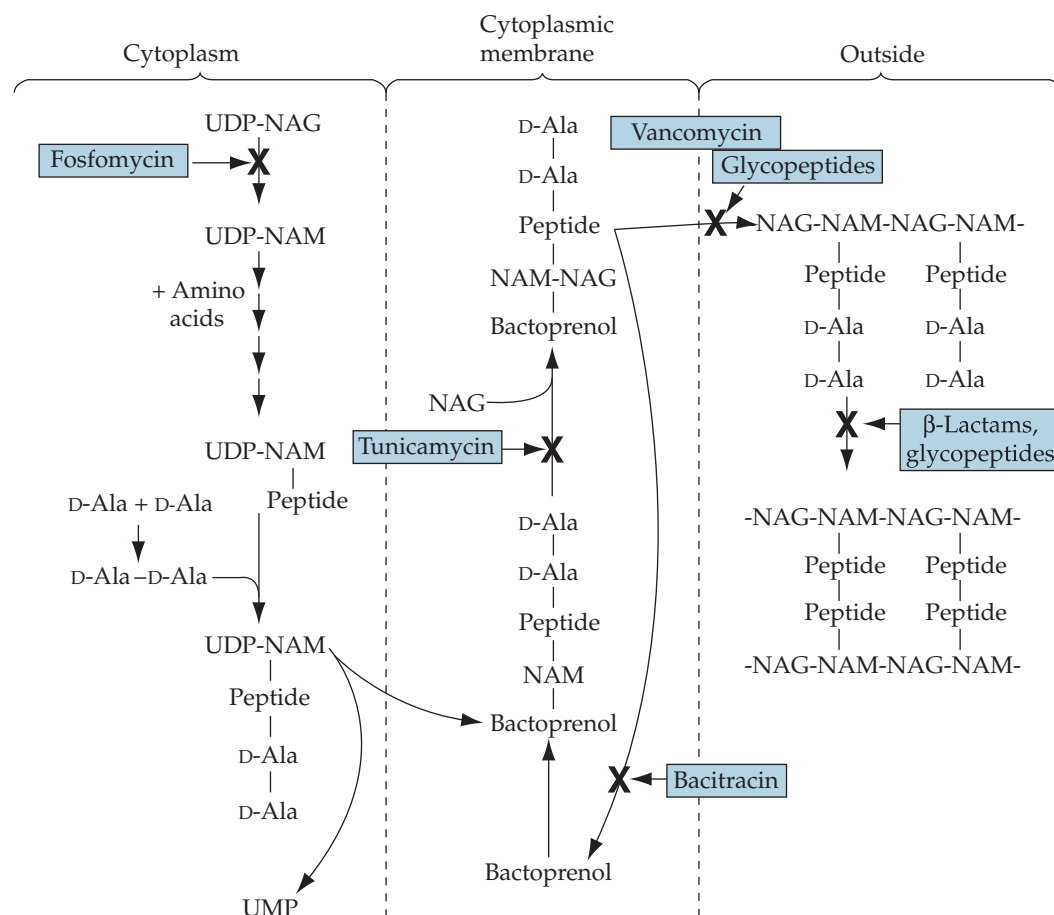 Cytoplasm
Cytoplasmic
membrane
Outside
UDP-NAG
Fosfomycin
X
UDP-NAM
+ Amino
acids
UDP-NAM
Peptide
D-Ala + D-Ala
D-Ala–D-Ala
UDP-NAM
Peptide
D-Ala
D-Ala
UMP
D-Ala
D-Ala
Peptide
NAM-NAG
Bactoprenol
NAG
Tunicamycin
X
D-Ala
D-Ala
Peptide
NAM
Bactoprenol
X
Bacitracin
Bactoprenol
Vancomycin
Glycopeptides
X
NAG-NAM-NAG-NAM-
Peptide Peptide
D-Ala D-Ala
D-Ala D-Ala
X
β-Lactams,
glycopeptides
-NAG-NAM-NAG-NAM-
Peptide Peptide
Peptide Peptide
-NAG-NAM-NAG-NAM-